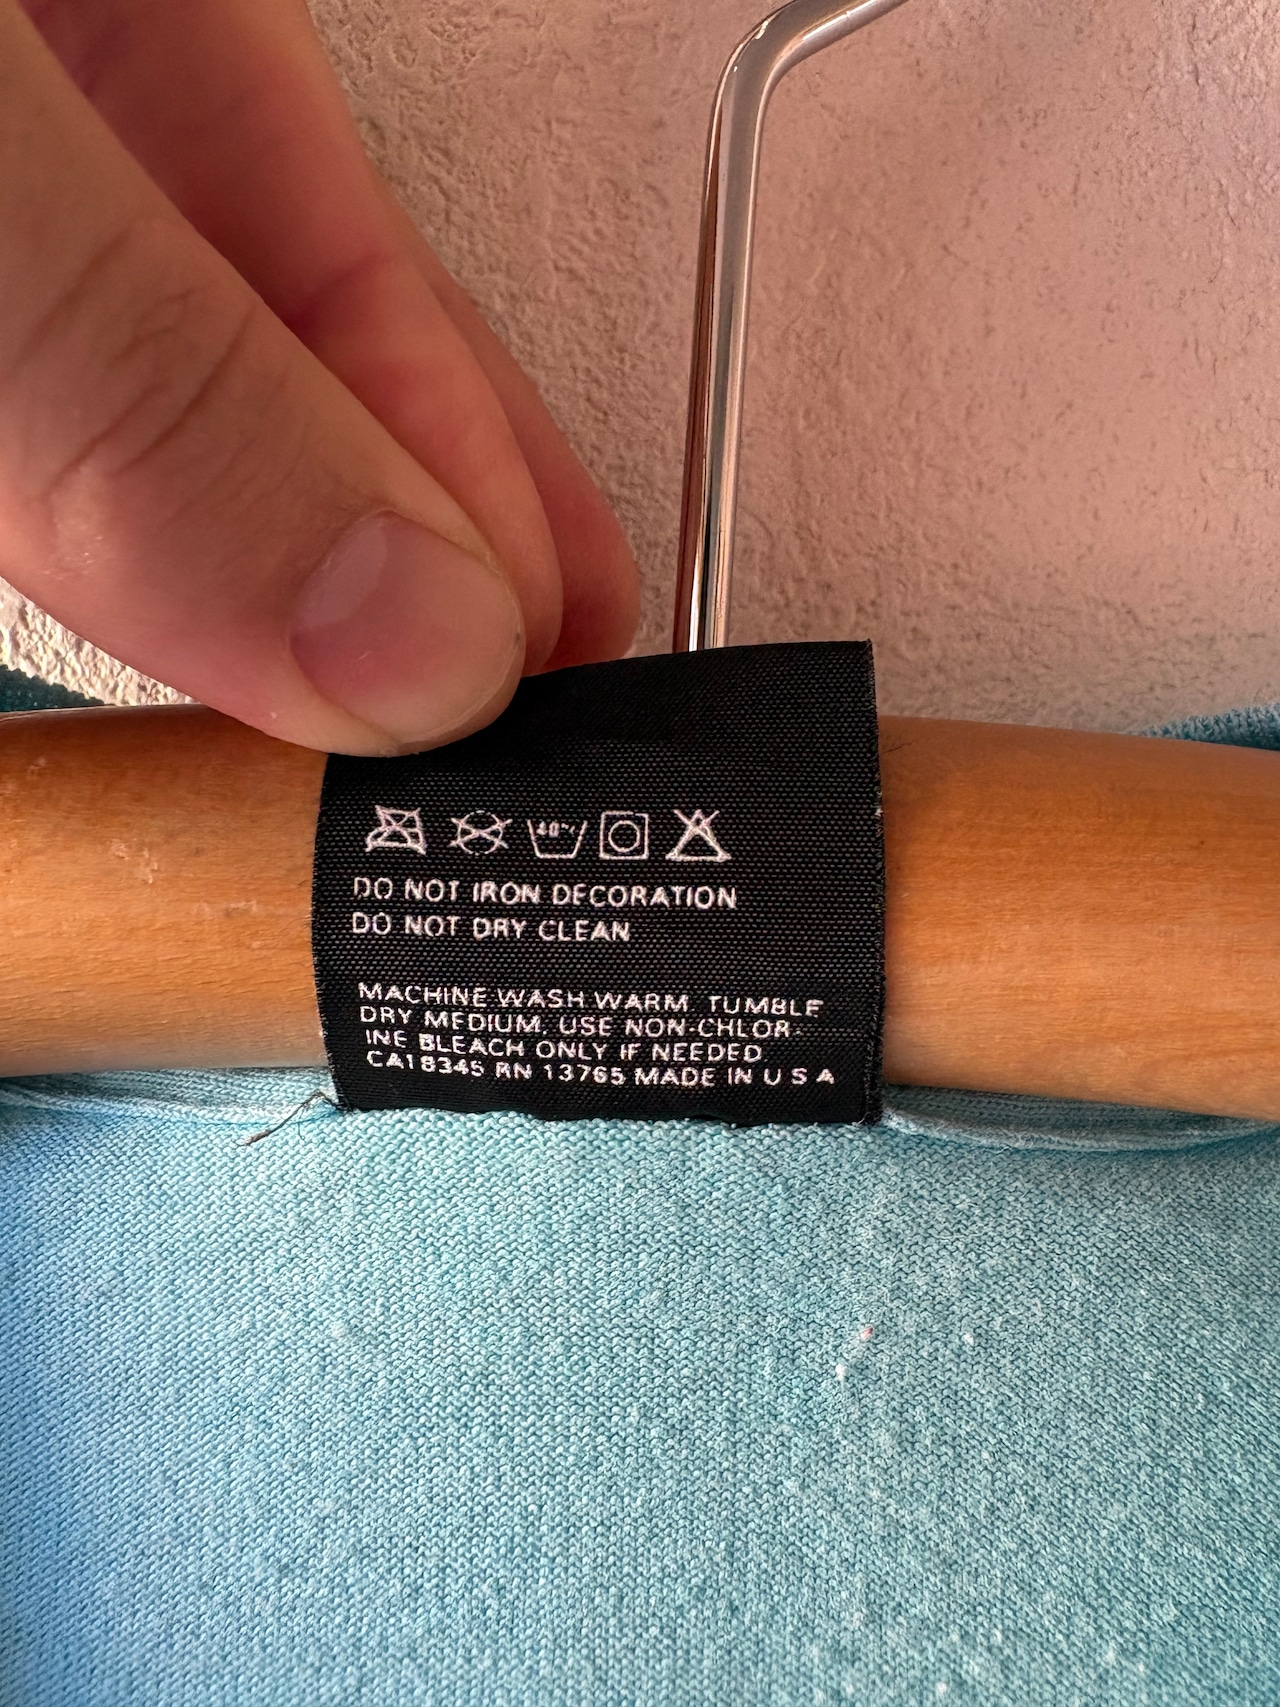 40°C
DO NOT IRON DECORATION
DO NOT DRY CLEAN
MACHINE WASH WARM TUMBLE
DRY MEDIUM. USE NON-CHLOR-
INE BLEACH ONLY IF NEEDED
CA18345 RN 13765 MADE IN U S A